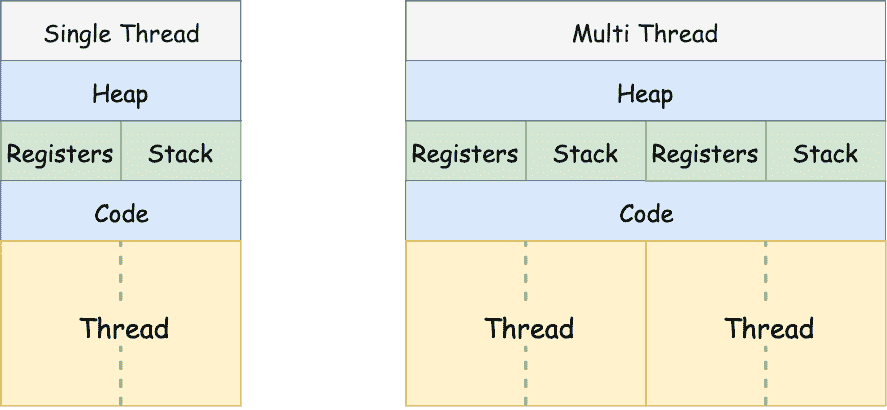 Single Thread
Heap
Registers Stack
Code
Thread
Multi Thread
Heap
Registers Stack Registers Stack
Code
Thread Thread